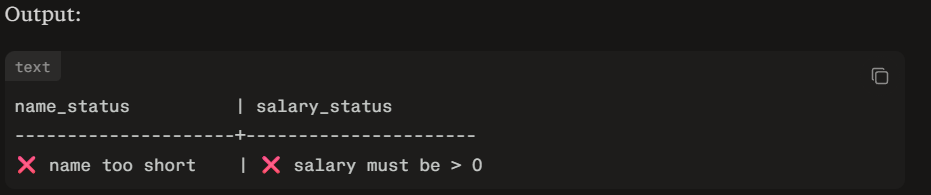 Output:
text
name_status          | salary_status
---------------------+----------------------
❌ name too short    | ❌ salary must be > 0